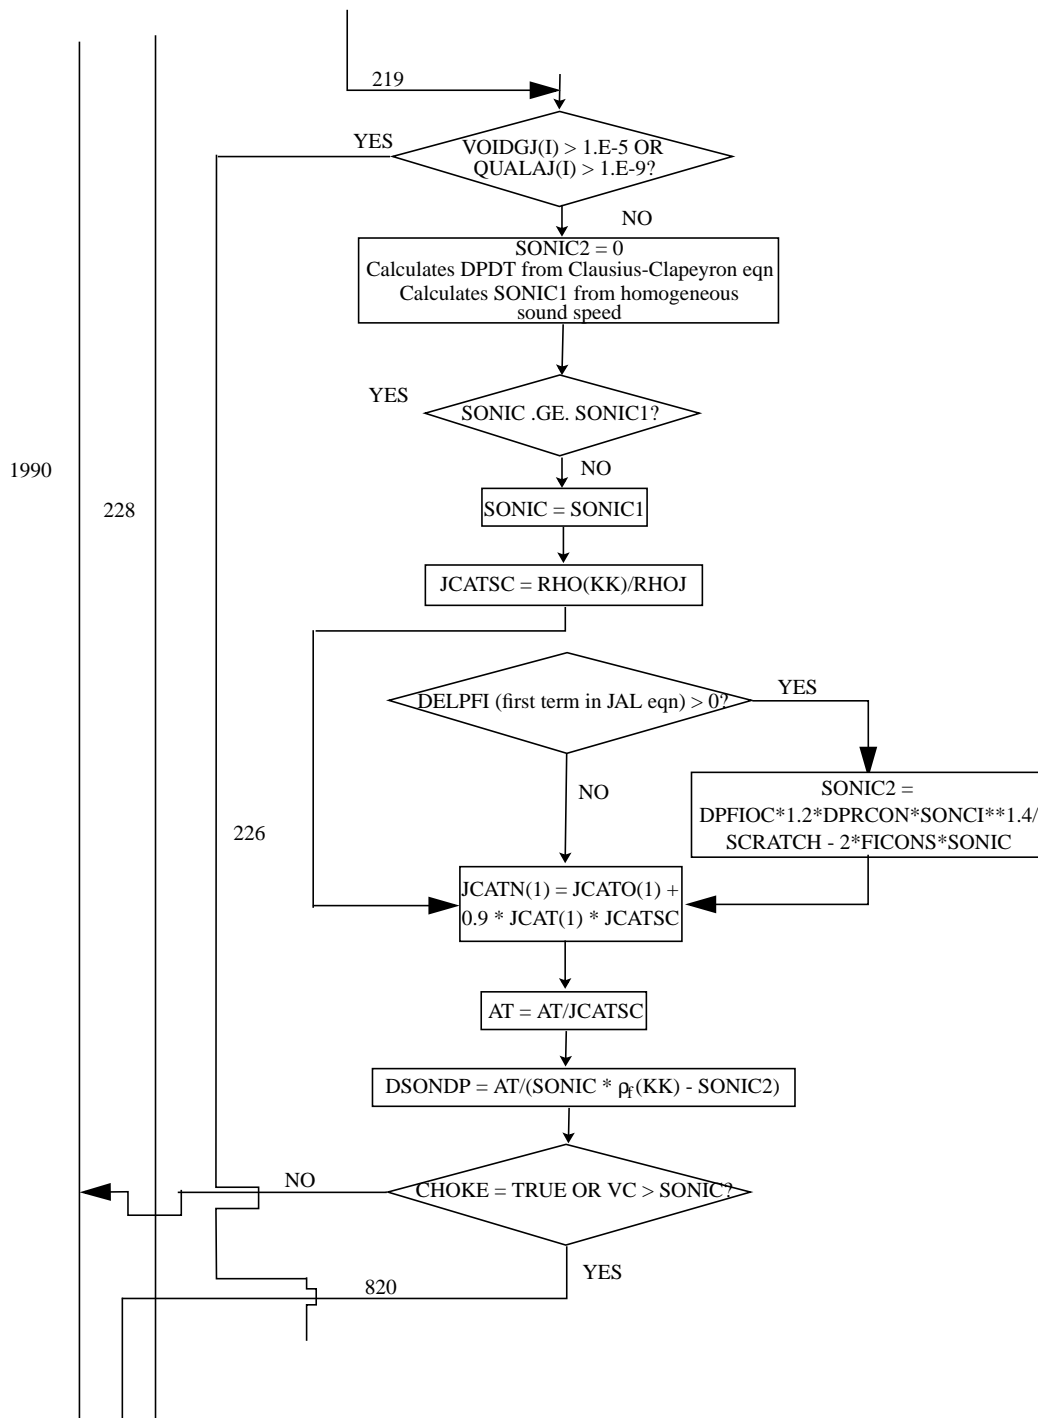 219
YES
VOIDGJ(I) > 1.E-5 OR
QUALAJ(I) > 1.E-9?
NO
SONIC2 = 0
Calculates DPDT from Clausius-Clapeyron eqn
Calculates SONIC1 from homogeneous
sound speed
YES
SONIC .GE. SONIC1?
NO
1990
228
SONIC = SONIC1
JCATSC = RHO(KK)/RHOJ
226
DELPFI (first term in JAL eqn) > 0?
YES
NO
SONIC2 =
DPFIOC*1.2*DPRCON*SONCI**1.4/
SCRATCH - 2*FICONS*SONIC
JCATN(1) = JCATO(1) +
0.9 * JCAT(1) * JCATSC
AT = AT/JCATSC
DSONDP = AT/(SONIC * ρf(KK) - SONIC2)
NO
CHOKE = TRUE OR VC > SONIC?
YES
820